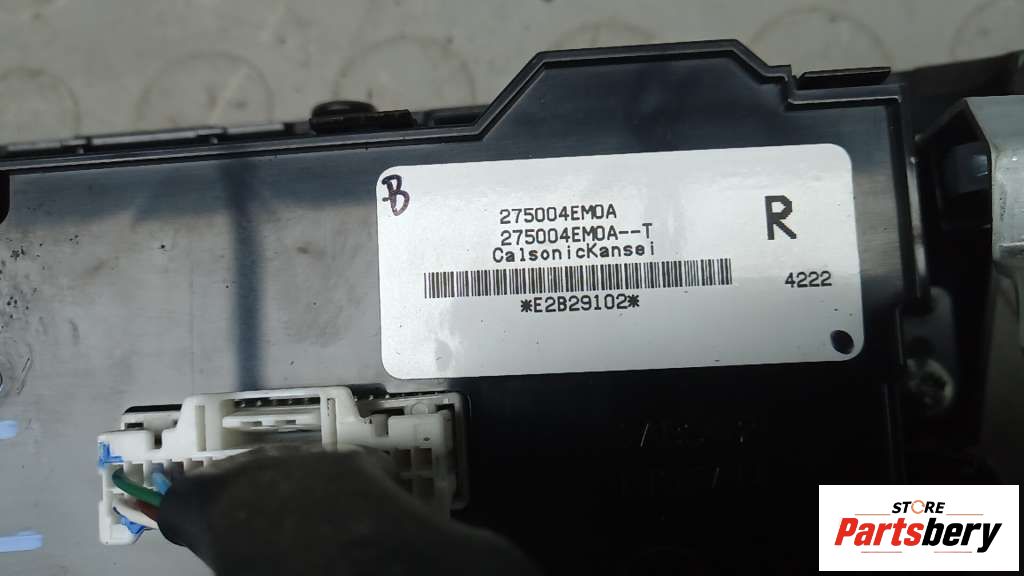 B
275004EM0A
275004EM0A--T
CalsonicKansei
R
4222
*E2B29102*
STORE
Partsbery